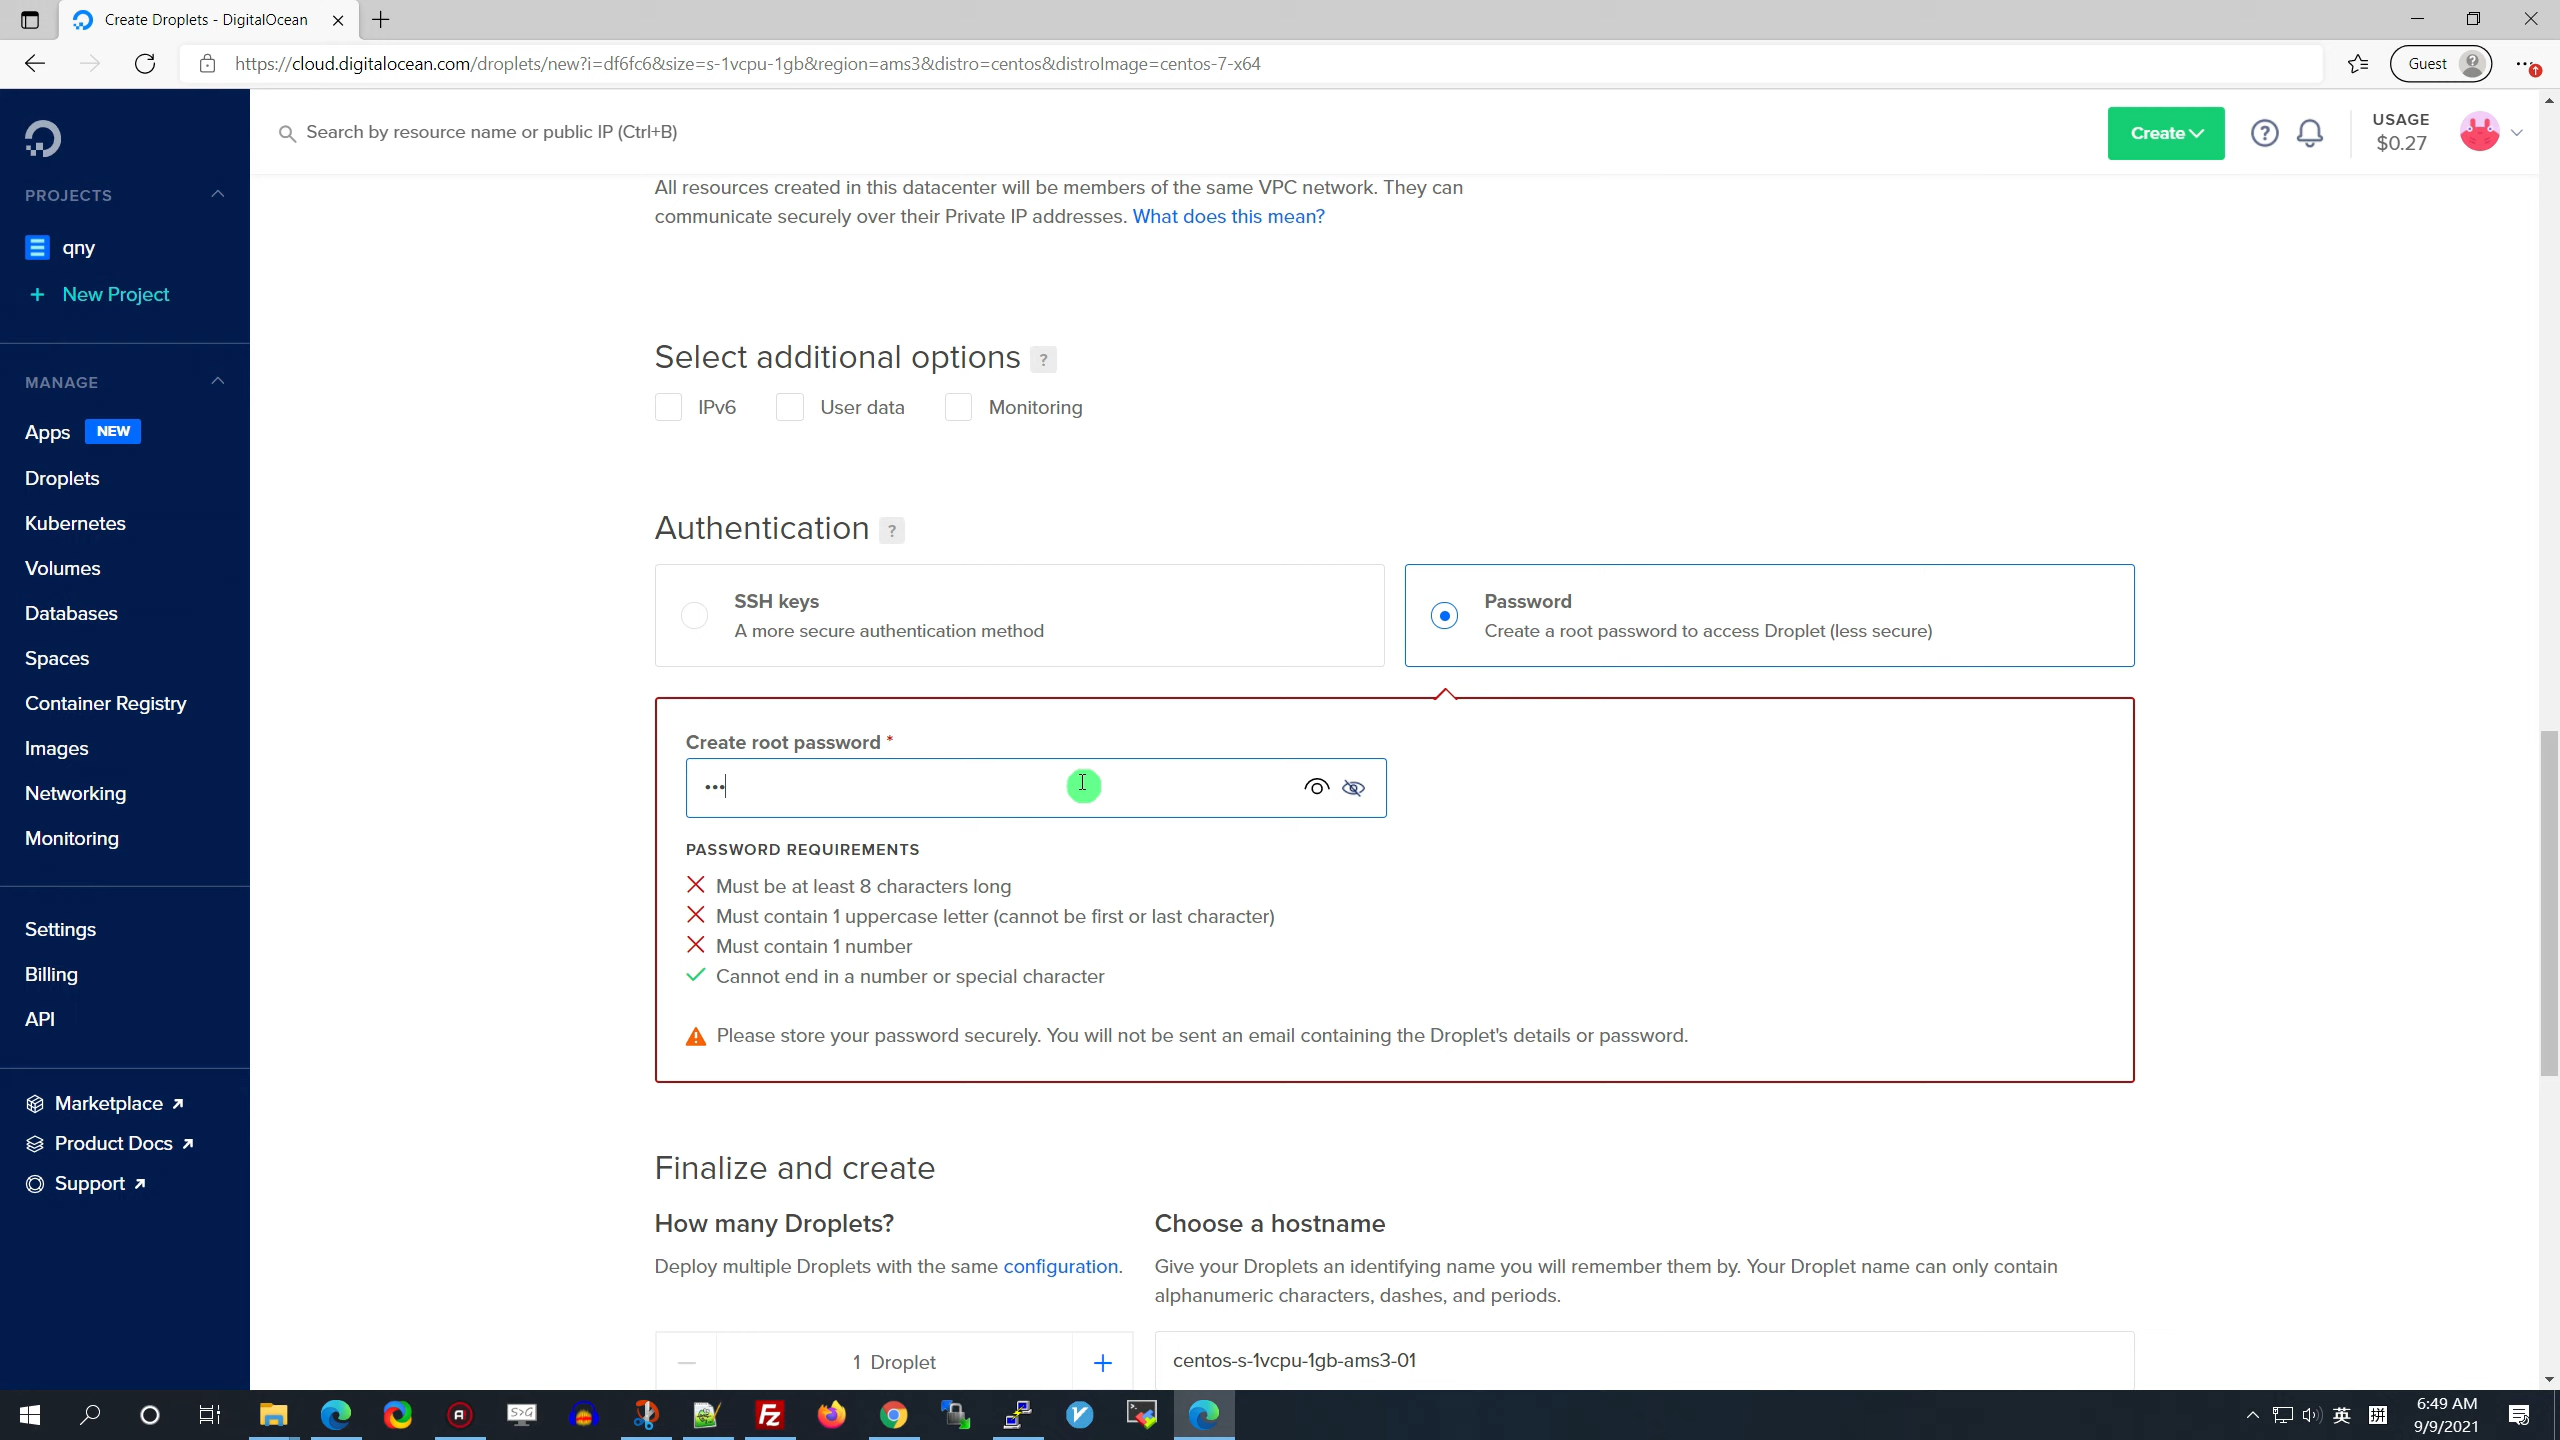 Create Droplets - DigitalOcean
https://cloud.digitalocean.com/droplets/new?i=df6fc6&size=s-1vcpu-1gb&region=ams3&distro=centos&distroImage=centos-7-x64
Guest
Search by resource name or public IP (Ctrl+B)
Create
USAGE
$0.27
PROJECTS
qny
+ New Project
MANAGE
Apps NEW
Droplets
Kubernetes
Volumes
Databases
Spaces
Container Registry
Images
Networking
Monitoring
Settings
Billing
API
Marketplace
Product Docs
Support
All resources created in this datacenter will be members of the same VPC network. They can
communicate securely over their Private IP addresses. What does this mean?
Select additional options ?
IPv6 User data Monitoring
Authentication ?
SSH keys
A more secure authentication method
Password
Create a root password to access Droplet (less secure)
Create root password *
•••
PASSWORD REQUIREMENTS
Must be at least 8 characters long
Must contain 1 uppercase letter (cannot be first or last character)
Must contain 1 number
Cannot end in a number or special character
Please store your password securely. You will not be sent an email containing the Droplet's details or password.
Finalize and create
How many Droplets?
Deploy multiple Droplets with the same configuration.
1 Droplet
Choose a hostname
Give your Droplets an identifying name you will remember them by. Your Droplet name can only contain
alphanumeric characters, dashes, and periods.
centos-s-1vcpu-1gb-ams3-01
S>G
英
拼
6:49 AM
9/9/2021